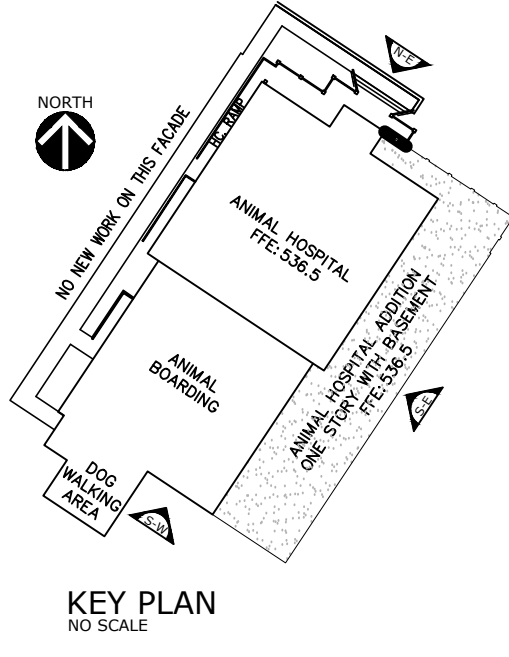 N-E
NORTH
HC RAMP
NO NEW WORK ON THIS FACADE
ANIMAL HOSPITAL
FFE: 536.5
ANIMAL HOSPITAL ADDITION
ONE STORY WITH BASEMENT
FFE: 536.5
ANIMAL
BOARDING
S-E
DOG
WALKING
AREA
S-W
KEY PLAN
NO SCALE